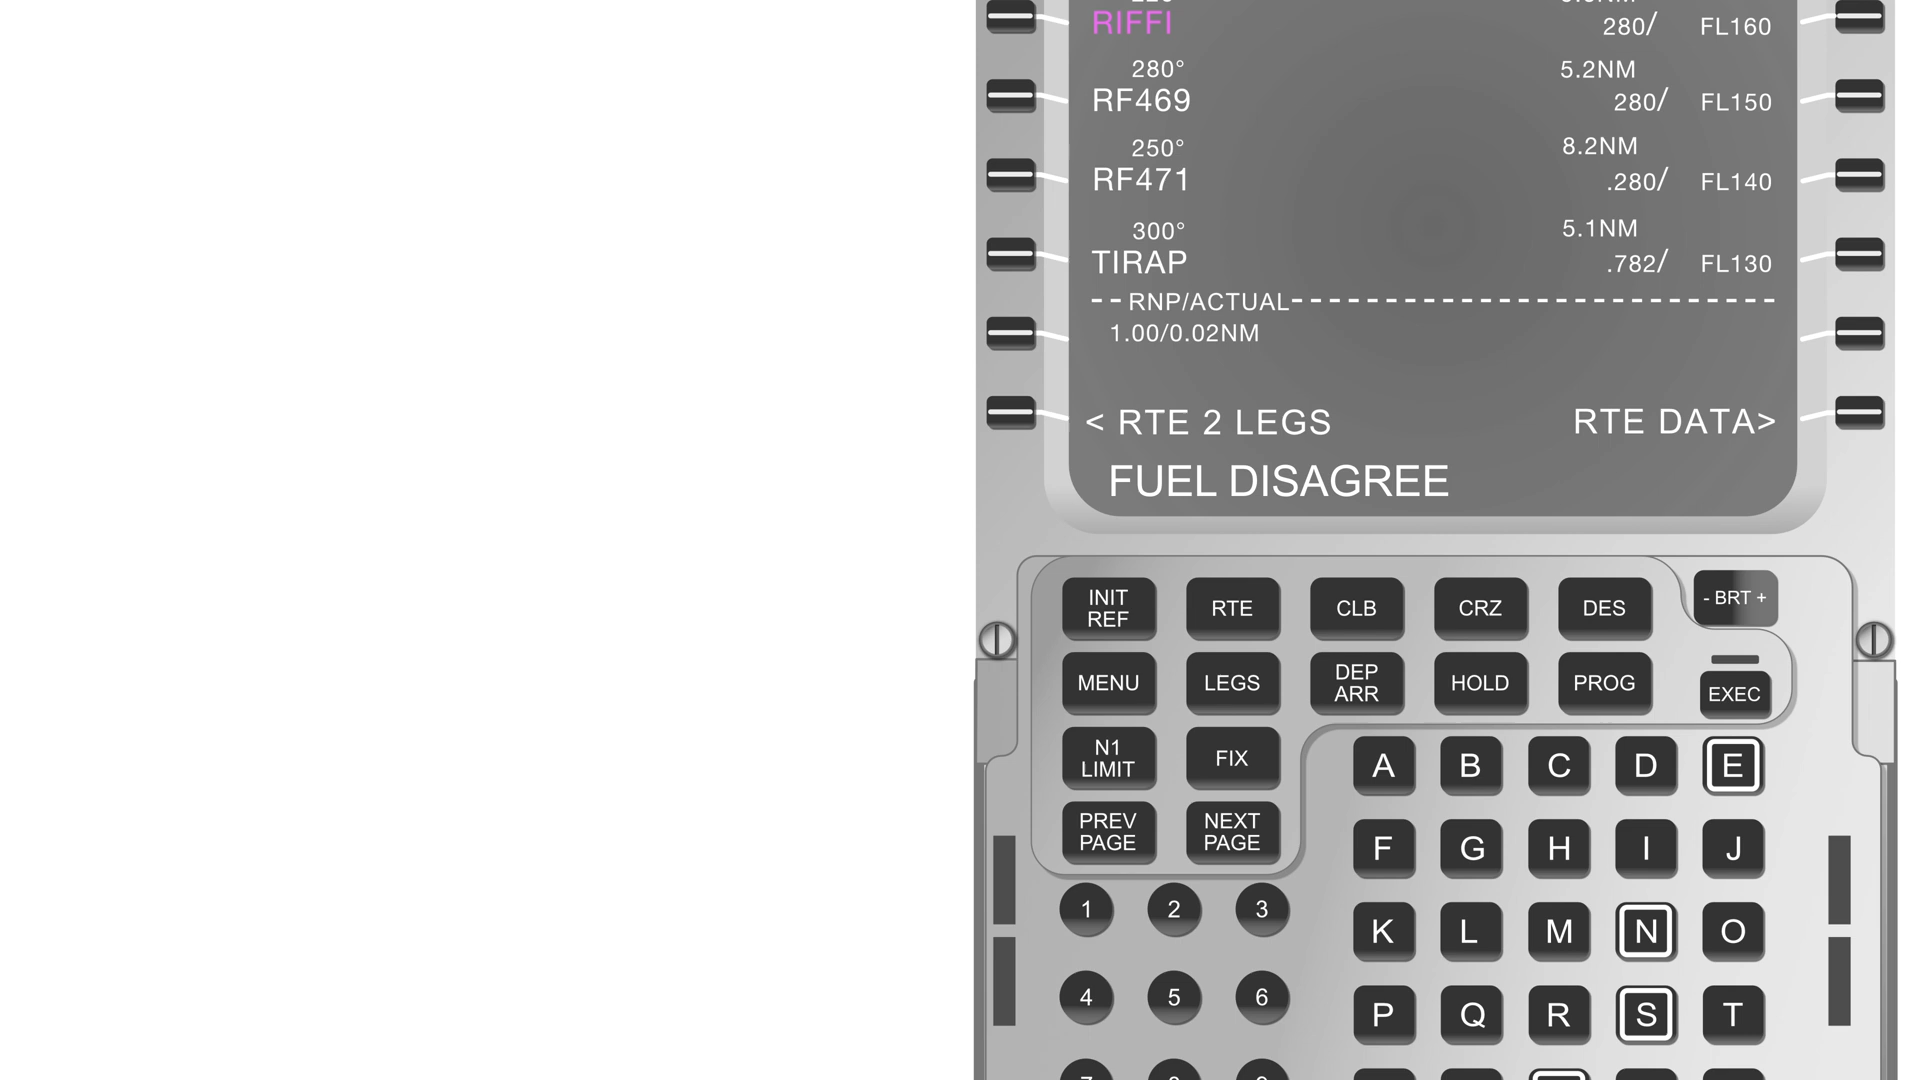 RIFFI 280/ FL160
280° 5.2NM
RF469 280/ FL150
250° 8.2NM
RF471 .280/ FL140
300° 5.1NM
TIRAP .782/ FL130
RNP/ACTUAL
1.00/0.02NM
< RTE 2 LEGS RTE DATA>
FUEL DISAGREE
INIT REF RTE CLB CRZ DES - BRT +
MENU LEGS DEP ARR HOLD PROG EXEC
N1 LIMIT FIX
PREV PAGE NEXT PAGE
A B C D E
F G H I J
1 2 3
K L M N O
4 5 6
P Q R S T